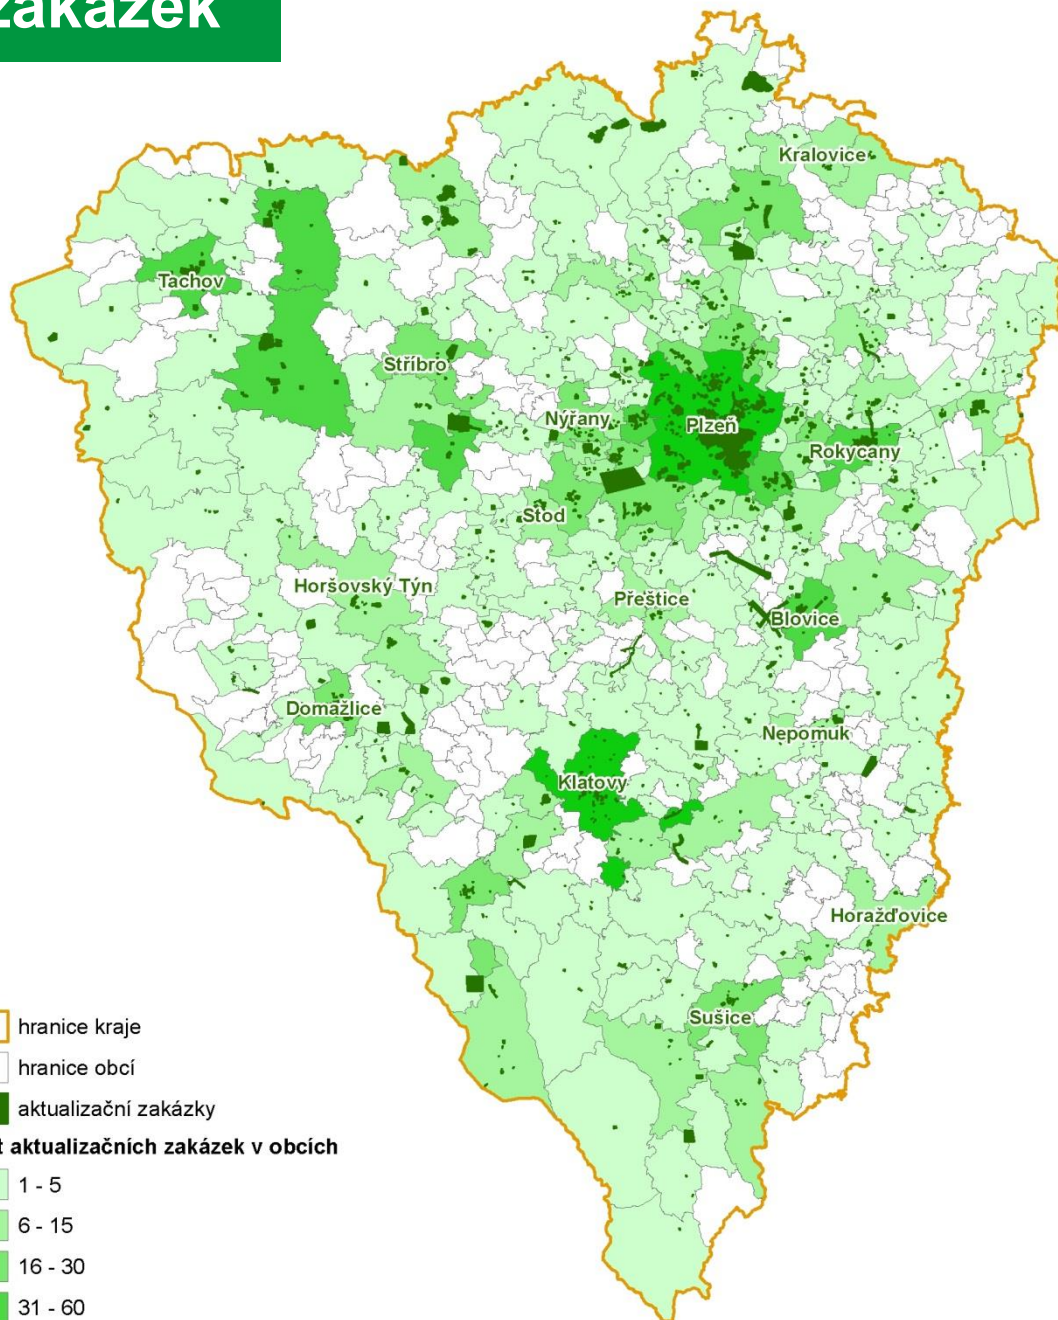 zakázek
Kralovice
Tachov
Stříbro
Nýřany
Plzeň
Rokycany
Stod
Horšovský Týn
Přeštice
Blovice
Domažlice
Nepomuk
Klatovy
Horažďovice
Sušice
hranice kraje
hranice obcí
aktualizační zakázky
t aktualizačních zakázek v obcích
1 - 5
6 - 15
16 - 30
31 - 60